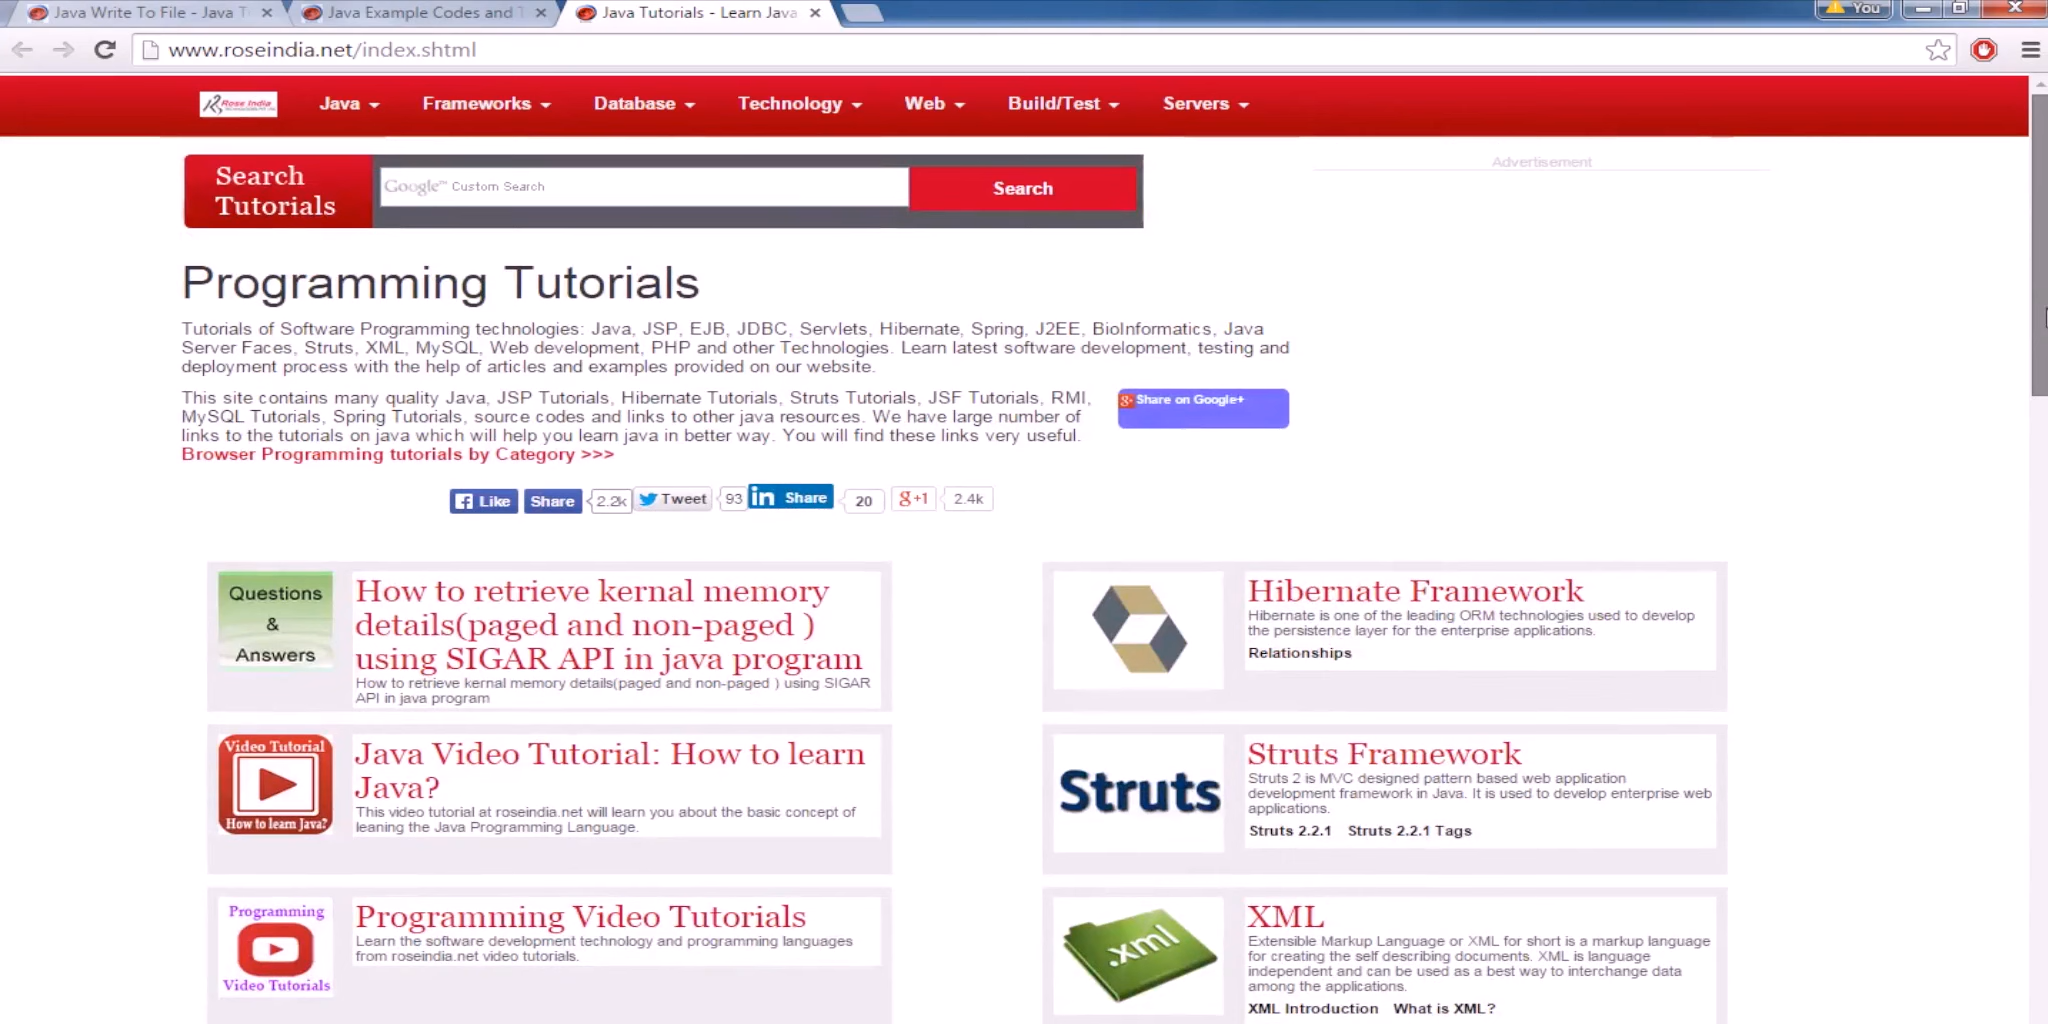 Java Write To File - Java T
Java Example Codes and T
Java Tutorials - Learn Java
You
www.roseindia.net/index.shtml
Rose India
Java
Frameworks
Database
Technology
Web
Build/Test
Servers
Search
Tutorials
Google™ Custom Search
Search
Advertisement
Programming Tutorials
Tutorials of Software Programming technologies: Java, JSP, EJB, JDBC, Servlets, Hibernate, Spring, J2EE, BioInformatics, Java
Server Faces, Struts, XML, MySQL, Web development, PHP and other Technologies. Learn latest software development, testing and
deployment process with the help of articles and examples provided on our website.
This site contains many quality Java, JSP Tutorials, Hibernate Tutorials, Struts Tutorials, JSF Tutorials, RMI,
MySQL Tutorials, Spring Tutorials, source codes and links to other java resources. We have large number of
links to the tutorials on java which will help you learn java in better way. You will find these links very useful.
Browser Programming tutorials by Category >>>
g+ Share on Google+
Like
Share
2.2k
Tweet
93
in Share
20
g+1
2.4k
Questions
&
Answers
How to retrieve kernal memory
details(paged and non-paged )
using SIGAR API in java program
How to retrieve kernal memory details(paged and non-paged ) using SIGAR
API in java program
Hibernate Framework
Hibernate is one of the leading ORM technologies used to develop
the persistence layer for the enterprise applications.
Relationships
Video Tutorial
How to learn Java?
Java Video Tutorial: How to learn
Java?
This video tutorial at roseindia.net will learn you about the basic concept of
leaning the Java Programming Language.
Struts
Struts Framework
Struts 2 is MVC designed pattern based web application
development framework in Java. It is used to develop enterprise web
applications.
Struts 2.2.1 Struts 2.2.1 Tags
Programming
Video Tutorials
Programming Video Tutorials
Learn the software development technology and programming languages
from roseindia.net video tutorials.
.xml
XML
Extensible Markup Language or XML for short is a markup language
for creating the self describing documents. XML is language
independent and can be used as a best way to interchange data
among the applications.
XML Introduction What is XML?